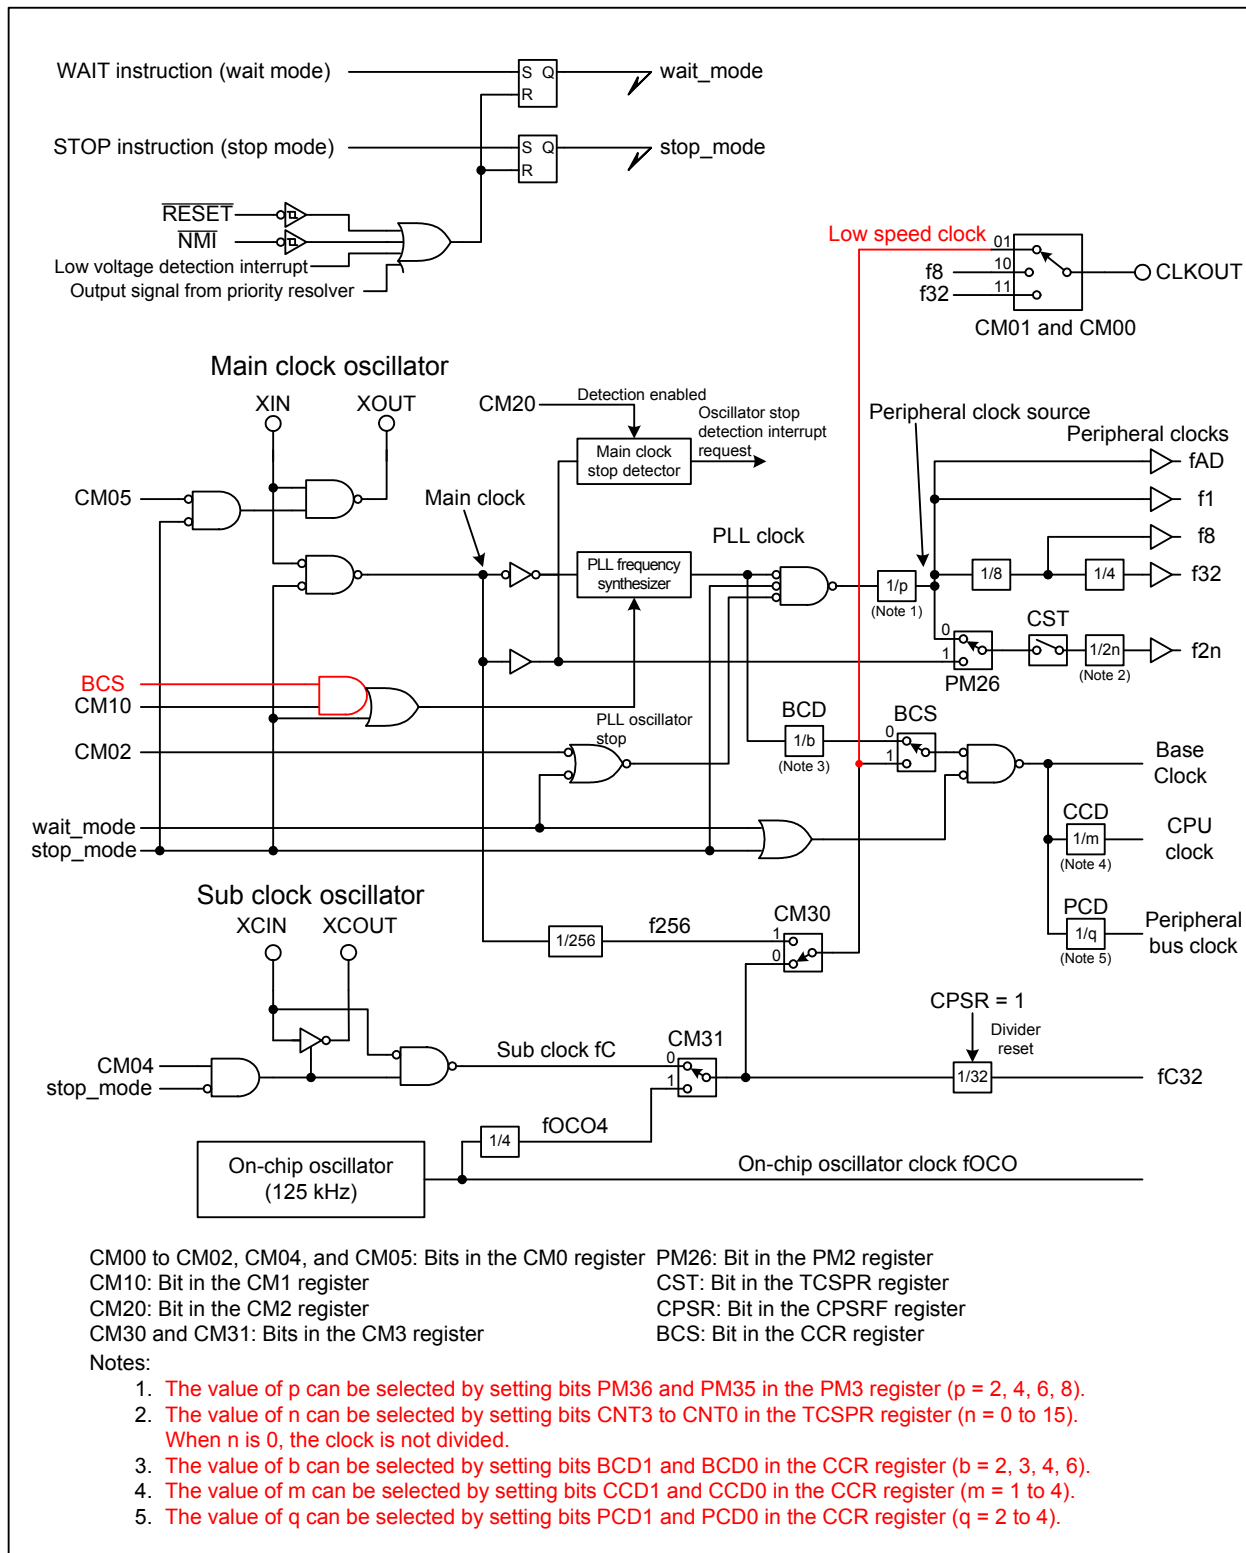 WAIT instruction (wait mode)
S Q
R
wait_mode
STOP instruction (stop mode)
S Q
R
stop_mode
RESET
NMI
Low voltage detection interrupt
Output signal from priority resolver
Low speed clock
01
f8
10
f32
11
CLKOUT
CM01 and CM00
Main clock oscillator
XIN
XOUT
CM20
Detection enabled
Oscillator stop
detection interrupt
request
Main clock
stop detector
Peripheral clock source
Peripheral clocks
fAD
CM05
Main clock
f1
PLL clock
f8
PLL frequency
synthesizer
1/p
(Note 1)
1/8
1/4
f32
0
1
PM26
CST
1/2n
(Note 2)
f2n
BCS
CM10
PLL oscillator
stop
CM02
BCD
1/b
(Note 3)
BCS
0
1
Base
Clock
wait_mode
stop_mode
CCD
1/m
(Note 4)
CPU
clock
Sub clock oscillator
XCIN
XCOUT
1/256
f256
CM30
1
0
PCD
1/q
(Note 5)
Peripheral
bus clock
CPSR = 1
Divider
reset
CM04
stop_mode
Sub clock fC
CM31
0
1
1/32
fC32
fOCO4
1/4
On-chip oscillator
(125 kHz)
On-chip oscillator clock fOCO
CM00 to CM02, CM04, and CM05: Bits in the CM0 register PM26: Bit in the PM2 register
CM10: Bit in the CM1 register CST: Bit in the TCSPR register
CM20: Bit in the CM2 register CPSR: Bit in the CPSRF register
CM30 and CM31: Bits in the CM3 register BCS: Bit in the CCR register
Notes:
1. The value of p can be selected by setting bits PM36 and PM35 in the PM3 register (p = 2, 4, 6, 8).
2. The value of n can be selected by setting bits CNT3 to CNT0 in the TCSPR register (n = 0 to 15).
When n is 0, the clock is not divided.
3. The value of b can be selected by setting bits BCD1 and BCD0 in the CCR register (b = 2, 3, 4, 6).
4. The value of m can be selected by setting bits CCD1 and CCD0 in the CCR register (m = 1 to 4).
5. The value of q can be selected by setting bits PCD1 and PCD0 in the CCR register (q = 2 to 4).